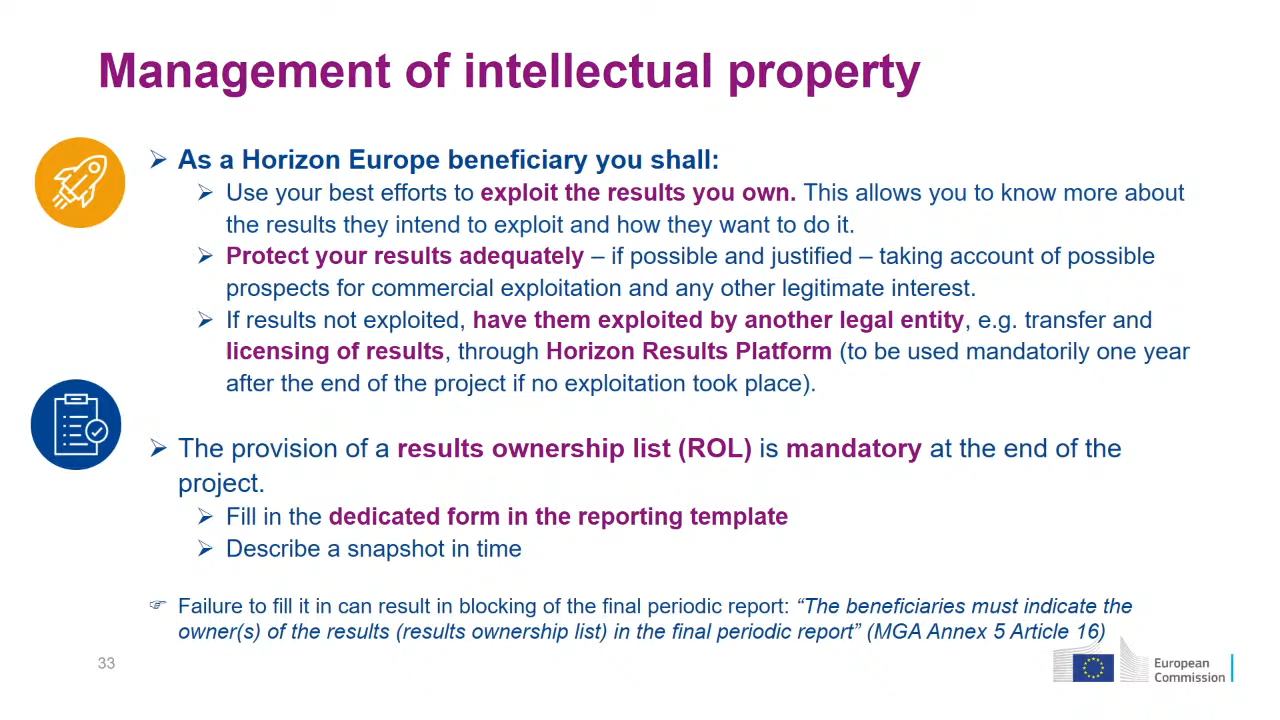 Management of intellectual property
➢ As a Horizon Europe beneficiary you shall:
➢ Use your best efforts to exploit the results you own. This allows you to know more about
the results they intend to exploit and how they want to do it.
➢ Protect your results adequately – if possible and justified – taking account of possible
prospects for commercial exploitation and any other legitimate interest.
➢ If results not exploited, have them exploited by another legal entity, e.g. transfer and
licensing of results, through Horizon Results Platform (to be used mandatorily one year
after the end of the project if no exploitation took place).
➢ The provision of a results ownership list (ROL) is mandatory at the end of the
project.
➢ Fill in the dedicated form in the reporting template
➢ Describe a snapshot in time
☞ Failure to fill it in can result in blocking of the final periodic report: “The beneficiaries must indicate the
owner(s) of the results (results ownership list) in the final periodic report” (MGA Annex 5 Article 16)
33
European
Commission